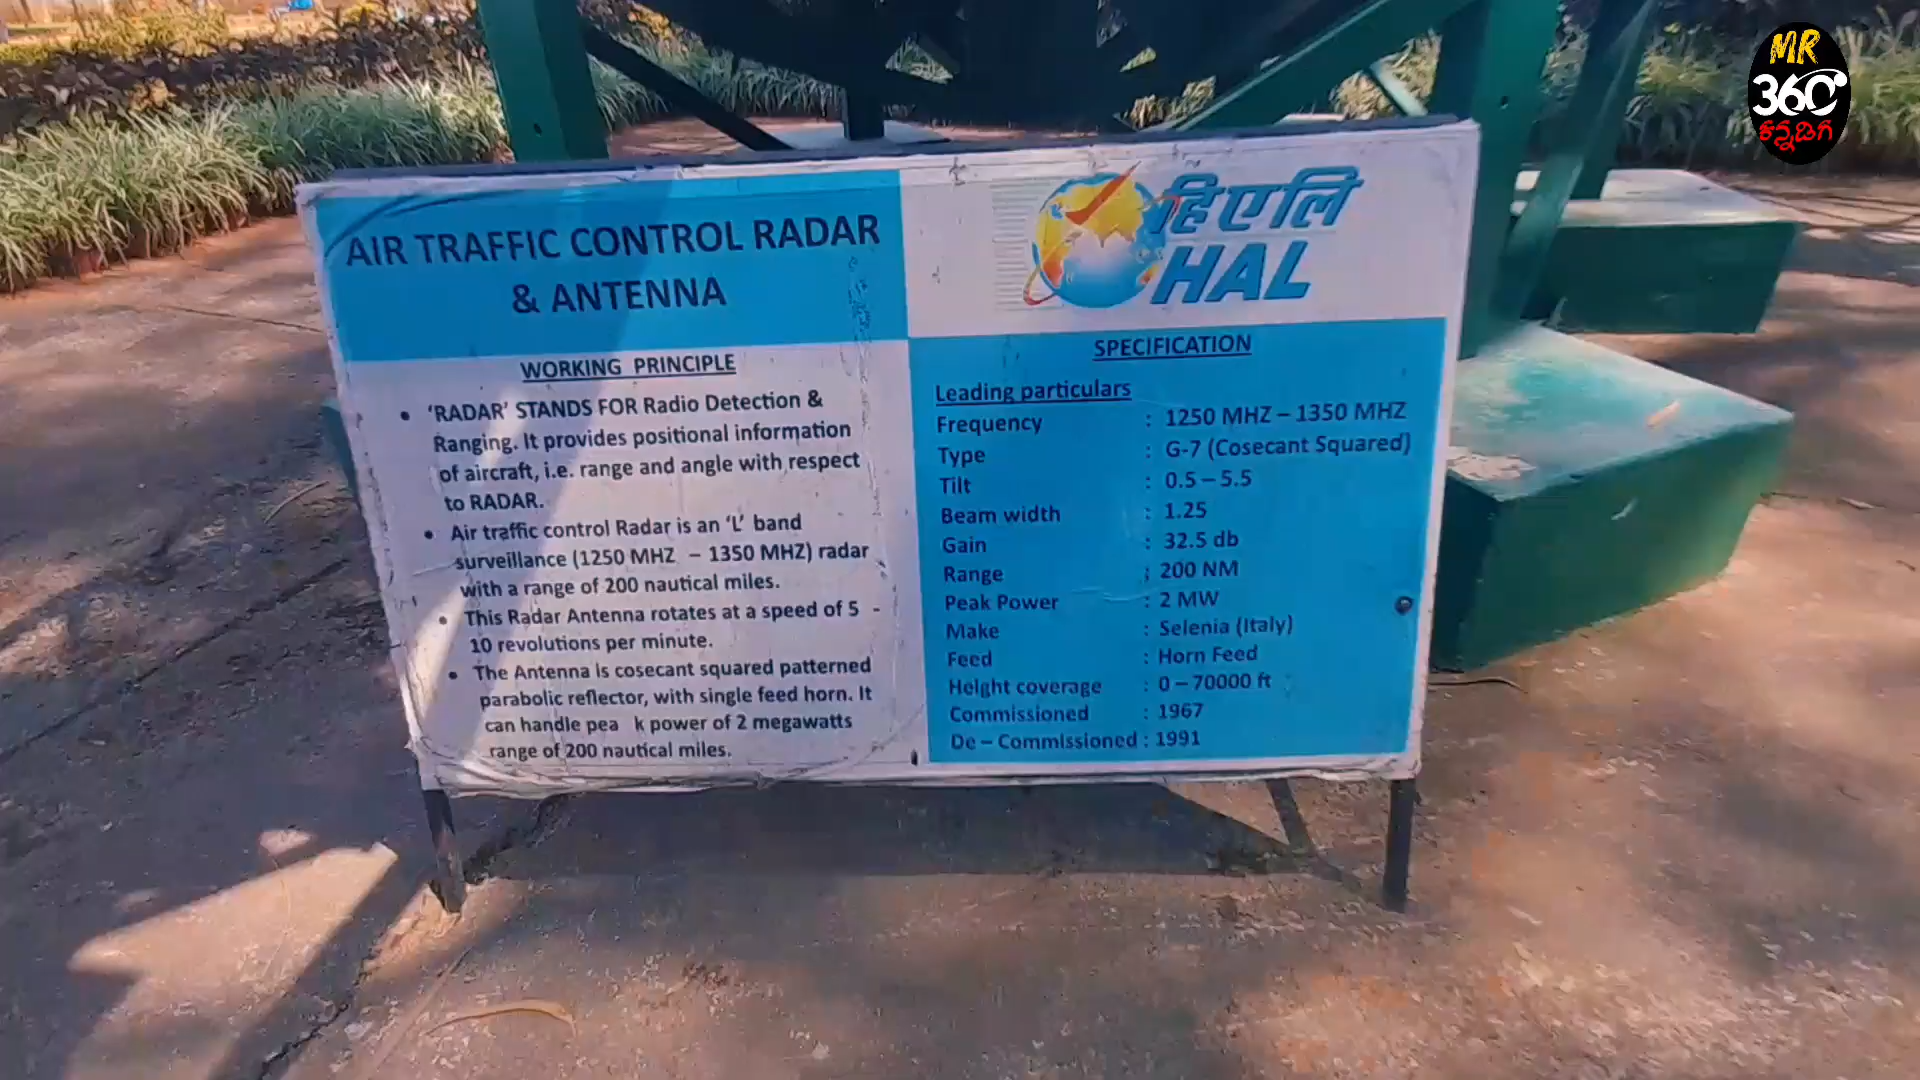 MR
360°
ಕನ್ನಡಿಗ
AIR TRAFFIC CONTROL RADAR
& ANTENNA
हिएलि
HAL
WORKING PRINCIPLE
• ‘RADAR’ STANDS FOR Radio Detection &
Ranging. It provides positional information
of aircraft, i.e. range and angle with respect
to RADAR.
• Air traffic control Radar is an ‘L’ band
surveillance (1250 MHZ – 1350 MHZ) radar
with a range of 200 nautical miles.
• This Radar Antenna rotates at a speed of 5 -
10 revolutions per minute.
• The Antenna is cosecant squared patterned
parabolic reflector, with single feed horn. It
can handle pea k power of 2 megawatts
range of 200 nautical miles.
SPECIFICATION
Leading particulars
Frequency : 1250 MHZ – 1350 MHZ
Type : G-7 (Cosecant Squared)
Tilt : 0.5 – 5.5
Beam width : 1.25
Gain : 32.5 db
Range : 200 NM
Peak Power : 2 MW
Make : Selenia (Italy)
Feed : Horn Feed
Height coverage : 0 – 70000 ft
Commissioned : 1967
De – Commissioned : 1991